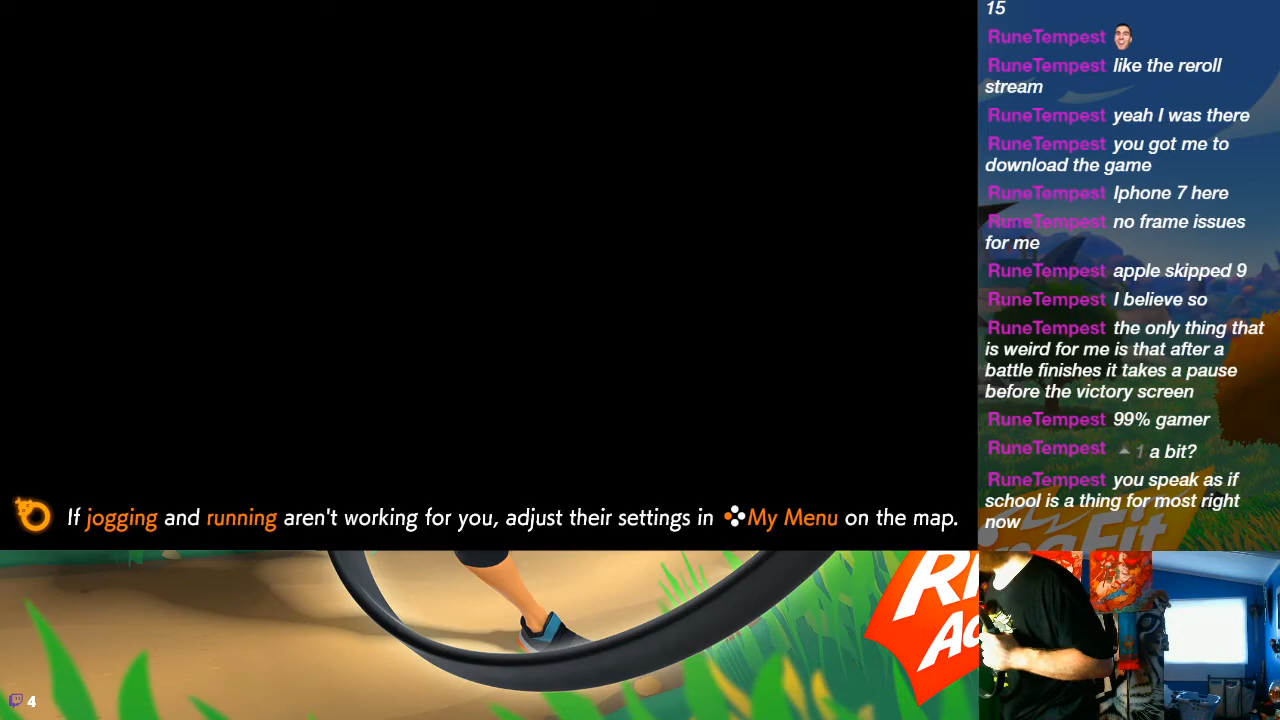 15
RuneTempest
RuneTempest like the reroll
stream
RuneTempest yeah I was there
RuneTempest you got me to
download the game
RuneTempest Iphone 7 here
RuneTempest no frame issues
for me
RuneTempest apple skipped 9
RuneTempest I believe so
RuneTempest the only thing that
is weird for me is that after a
battle finishes it takes a pause
before the victory screen
RuneTempest 99% gamer
RuneTempest 1 a bit?
RuneTempest you speak as if
school is a thing for most right
now
If jogging and running aren't working for you, adjust their settings in My Menu on the map.
4